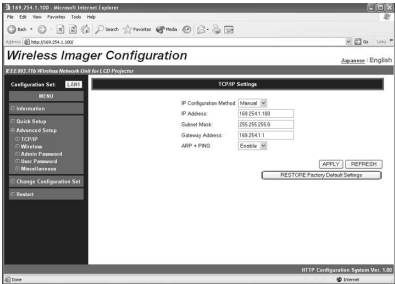 169.254.1.100 - Microsoft Internet Explorer
File Edit View Favorites Tools Help
Back Search Favorites Media
Address http://169.254.1.100/ Go Links
Wireless Imager Configuration
Japanese / English
IEEE802.11b Wireless Network Unit for LCD Projector
Configuration Set: LAN1
TCP/IP Settings
MENU
Information
Quick Setup
Advanced Setup
TCP/IP
Wireless
Admin Password
User Password
Miscellaneous
Change Configuration Set
Restart
IP Configuration Method Manual
IP Address: 169.254.1.100
Subnet Mask: 255.255.255.0
Gateway Address: 169.254.1.1
ARP + PING Enable
APPLY REFRESH
RESTORE Factory Default Settings
HTTP Configuration System Ver. 1.00
Done Internet